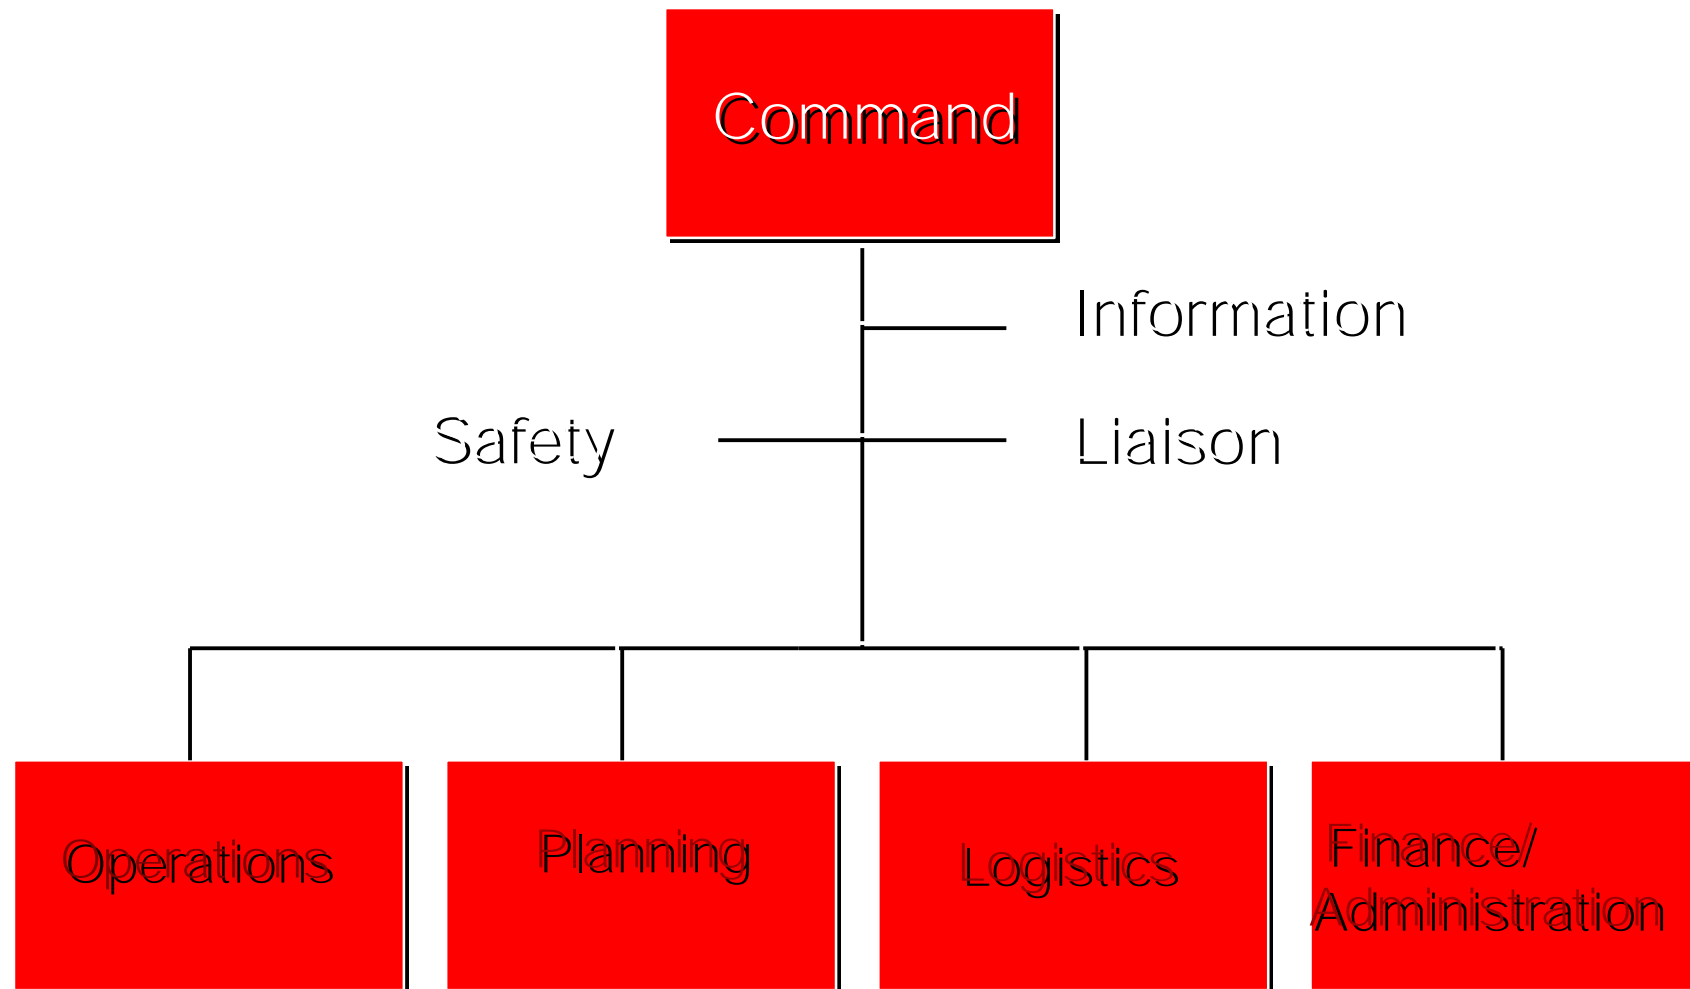 Command
Information
Safety
Liaison
Operations
Planning
Logistics
Finance/
Administration